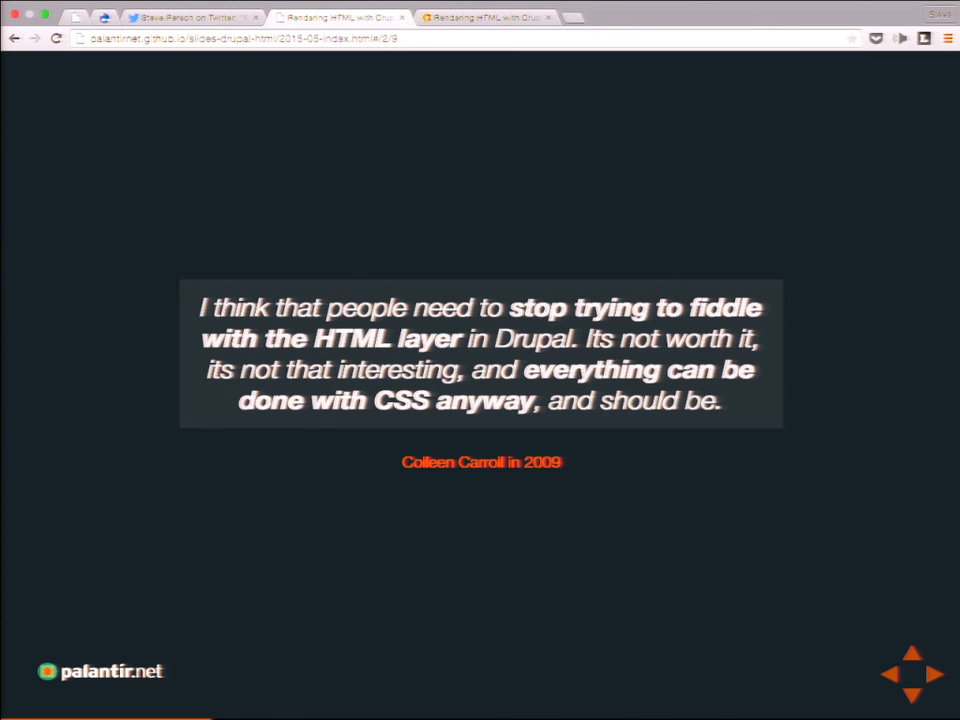 Steve Persch on Twitter: "
Rendering HTML with Drup
Rendering HTML with Drup
Steve
palantirnet.github.io/slides-drupal-html/2015-05-index.html#/2/9
I think that people need to stop trying to fiddle
with the HTML layer in Drupal. Its not worth it,
its not that interesting, and everything can be
done with CSS anyway, and should be.
Colleen Carroll in 2009
palantir.net